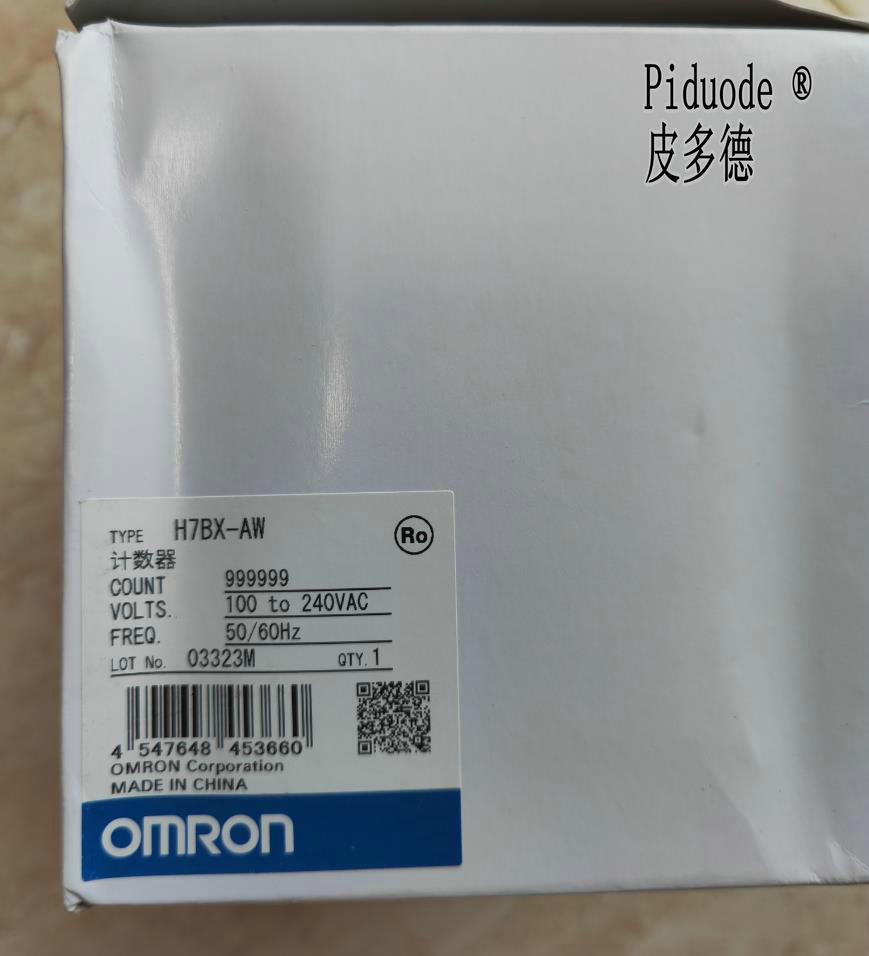 Piduode ®
皮多德
TYPE H7BX-AW
Ro
计数器
COUNT 999999
VOLTS. 100 to 240VAC
FREQ. 50/60Hz
LOT No. 03323M QTY. 1
4 547648 453660
OMRON Corporation
MADE IN CHINA
OMRON